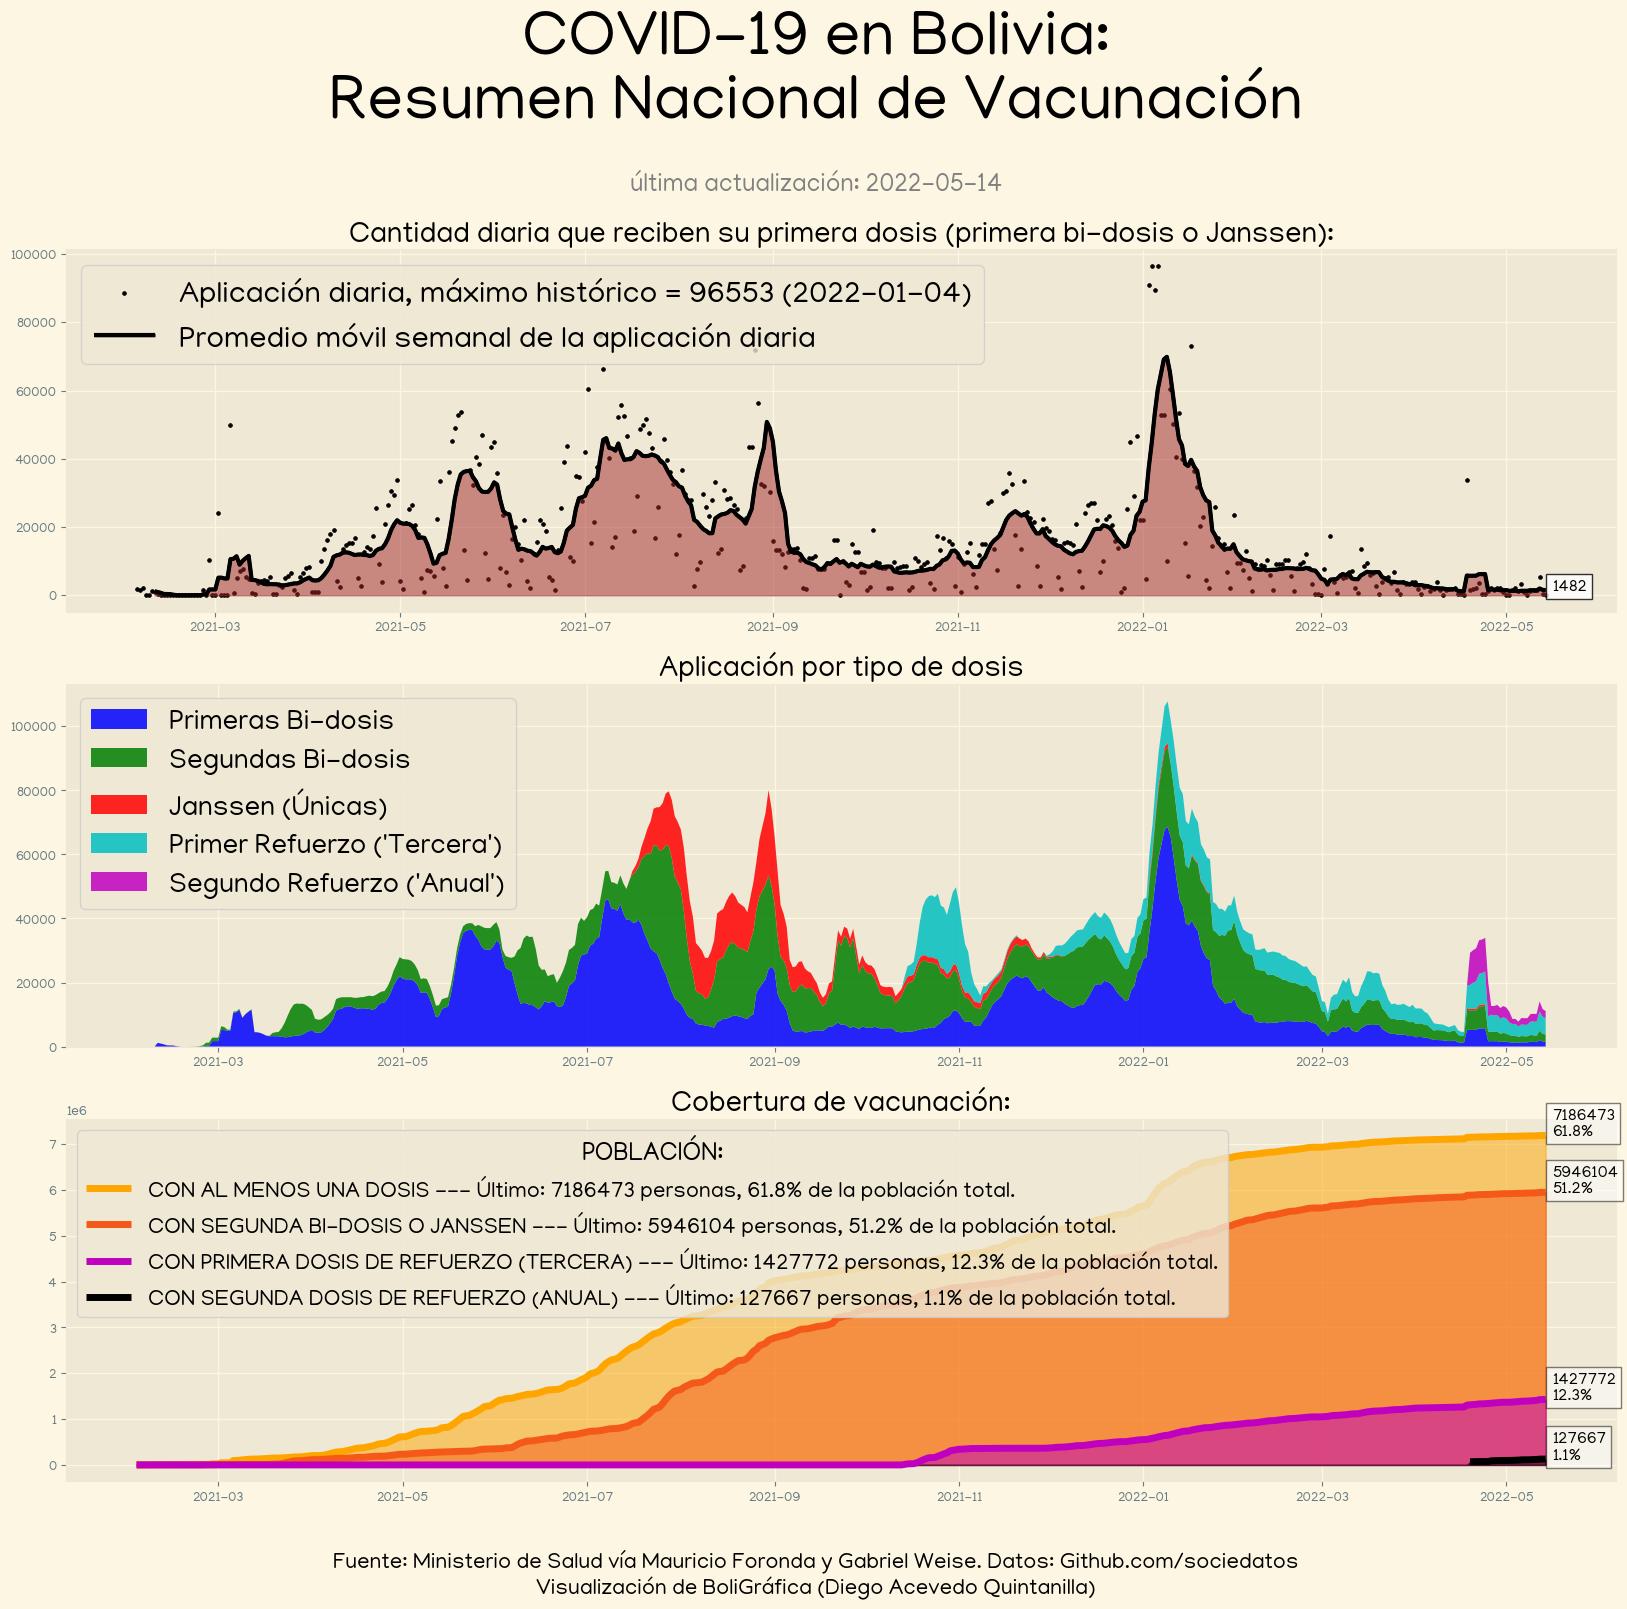 COVID-19 en Bolivia:
Resumen Nacional de Vacunación
última actualización: 2022-05-14
Cantidad diaria que reciben su primera dosis (primera bi-dosis o Janssen):
100000
80000
60000
40000
20000
0
Aplicación diaria, máximo histórico = 96553 (2022-01-04)
Promedio móvil semanal de la aplicación diaria
1482
2021-03 2021-05 2021-07 2021-09 2021-11 2022-01 2022-03 2022-05
Aplicación por tipo de dosis
100000
80000
60000
40000
20000
0
Primeras Bi-dosis
Segundas Bi-dosis
Janssen (Únicas)
Primer Refuerzo ('Tercera')
Segundo Refuerzo ('Anual')
2021-03 2021-05 2021-07 2021-09 2021-11 2022-01 2022-03 2022-05
Cobertura de vacunación:
1e6
7
6
5
4
3
2
1
0
POBLACIÓN:
CON AL MENOS UNA DOSIS --- Último: 7186473 personas, 61.8% de la población total.
CON SEGUNDA BI-DOSIS O JANSSEN --- Último: 5946104 personas, 51.2% de la población total.
CON PRIMERA DOSIS DE REFUERZO (TERCERA) --- Último: 1427772 personas, 12.3% de la población total.
CON SEGUNDA DOSIS DE REFUERZO (ANUAL) --- Último: 127667 personas, 1.1% de la población total.
7186473
61.8%
5946104
51.2%
1427772
12.3%
127667
1.1%
2021-03 2021-05 2021-07 2021-09 2021-11 2022-01 2022-03 2022-05
Fuente: Ministerio de Salud vía Mauricio Foronda y Gabriel Weise. Datos: Github.com/sociedatos
Visualización de BoliGráfica (Diego Acevedo Quintanilla)